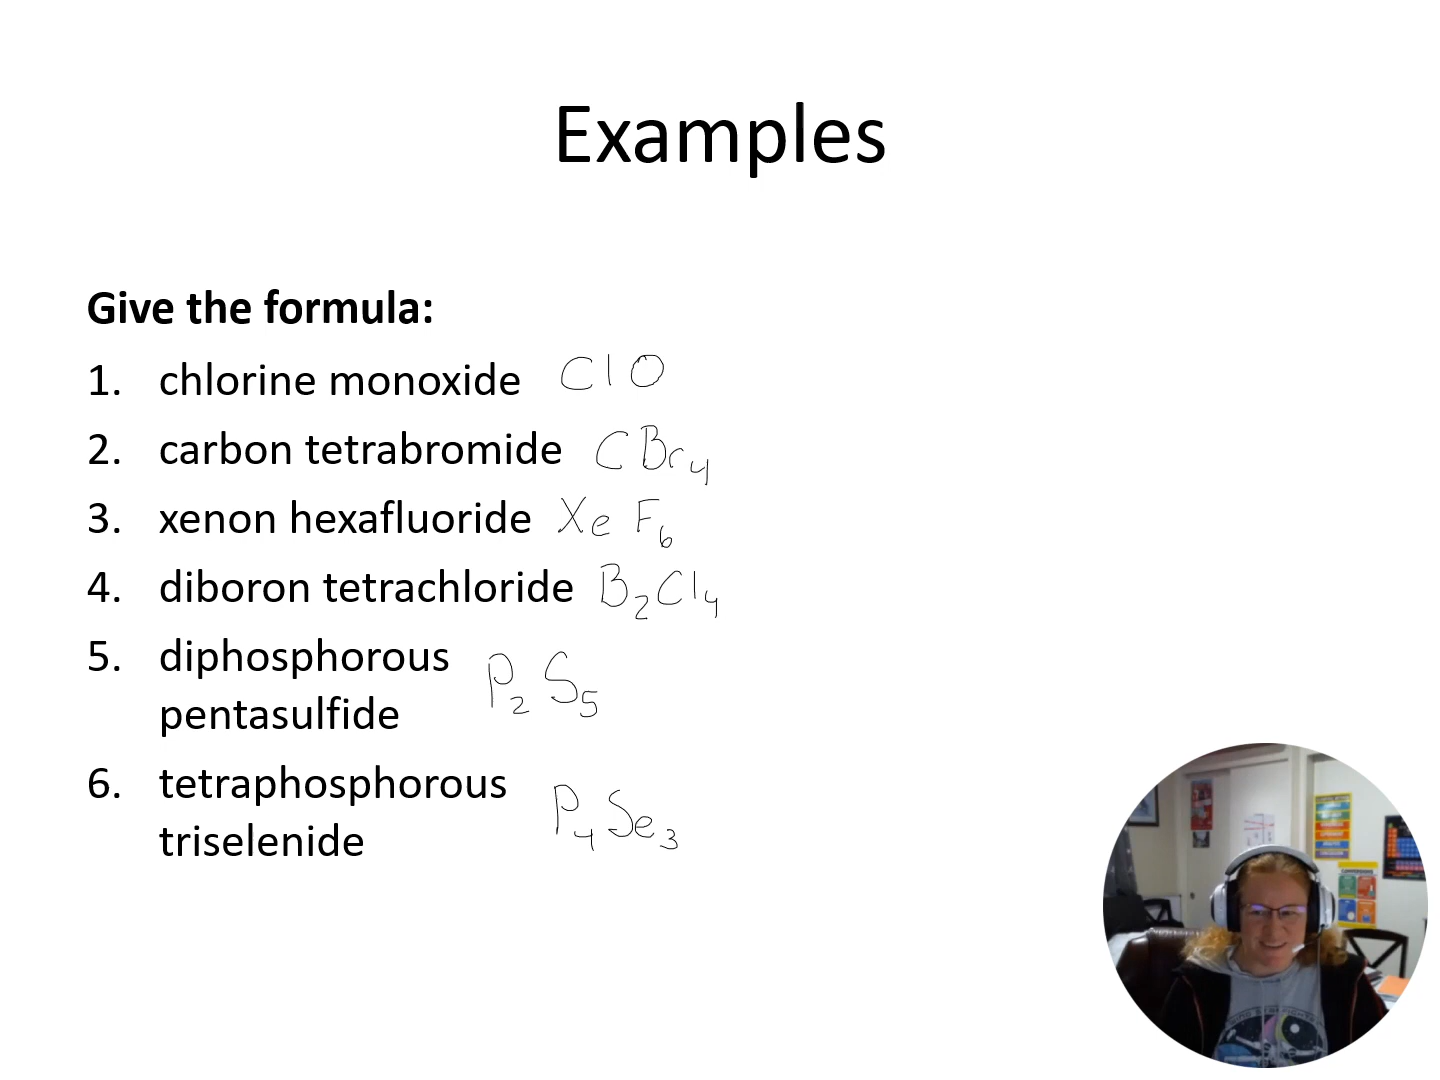 Examples
Give the formula:
1. chlorine monoxide ClO
2. carbon tetrabromide CBr₄
3. xenon hexafluoride XeF₆
4. diboron tetrachloride B₂Cl₄
5. diphosphorous
pentasulfide P₂S₅
6. tetraphosphorous
triselenide P₄Se₃